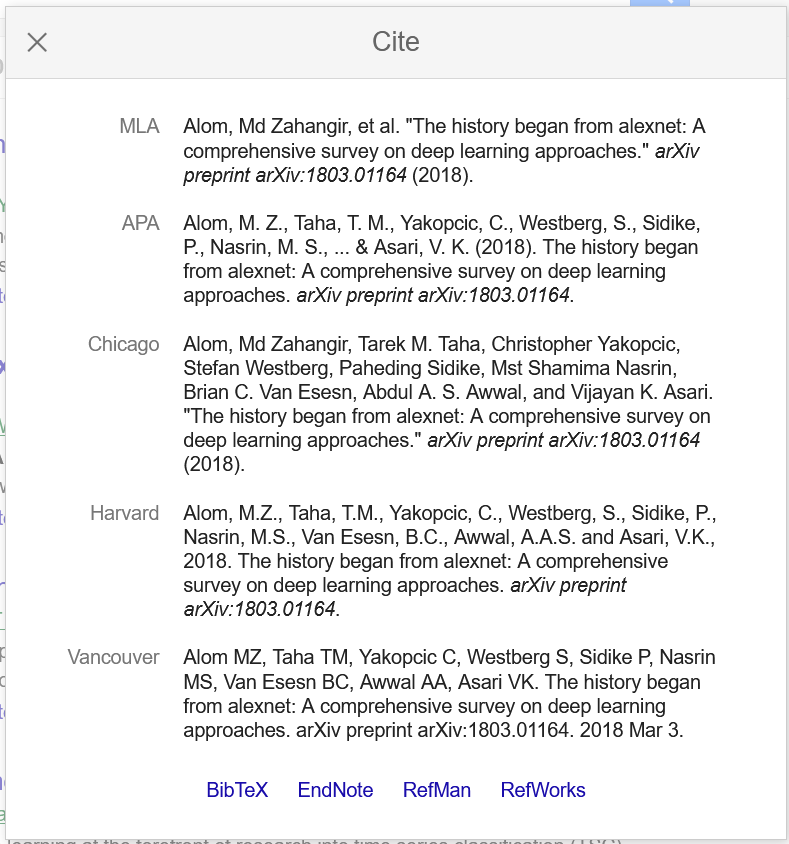 Cite
MLA
Alom, Md Zahangir, et al. "The history began from alexnet: A
comprehensive survey on deep learning approaches." arXiv
preprint arXiv:1803.01164 (2018).
APA
Alom, M. Z., Taha, T. M., Yakopcic, C., Westberg, S., Sidike,
P., Nasrin, M. S., ... & Asari, V. K. (2018). The history began
from alexnet: A comprehensive survey on deep learning
approaches. arXiv preprint arXiv:1803.01164.
Chicago
Alom, Md Zahangir, Tarek M. Taha, Christopher Yakopcic,
Stefan Westberg, Paheding Sidike, Mst Shamima Nasrin,
Brian C. Van Esesn, Abdul A. S. Awwal, and Vijayan K. Asari.
"The history began from alexnet: A comprehensive survey on
deep learning approaches." arXiv preprint arXiv:1803.01164
(2018).
Harvard
Alom, M.Z., Taha, T.M., Yakopcic, C., Westberg, S., Sidike, P.,
Nasrin, M.S., Van Esesn, B.C., Awwal, A.A.S. and Asari, V.K.,
2018. The history began from alexnet: A comprehensive
survey on deep learning approaches. arXiv preprint
arXiv:1803.01164.
Vancouver
Alom MZ, Taha TM, Yakopcic C, Westberg S, Sidike P, Nasrin
MS, Van Esesn BC, Awwal AA, Asari VK. The history began
from alexnet: A comprehensive survey on deep learning
approaches. arXiv preprint arXiv:1803.01164. 2018 Mar 3.
BibTeX EndNote RefMan RefWorks